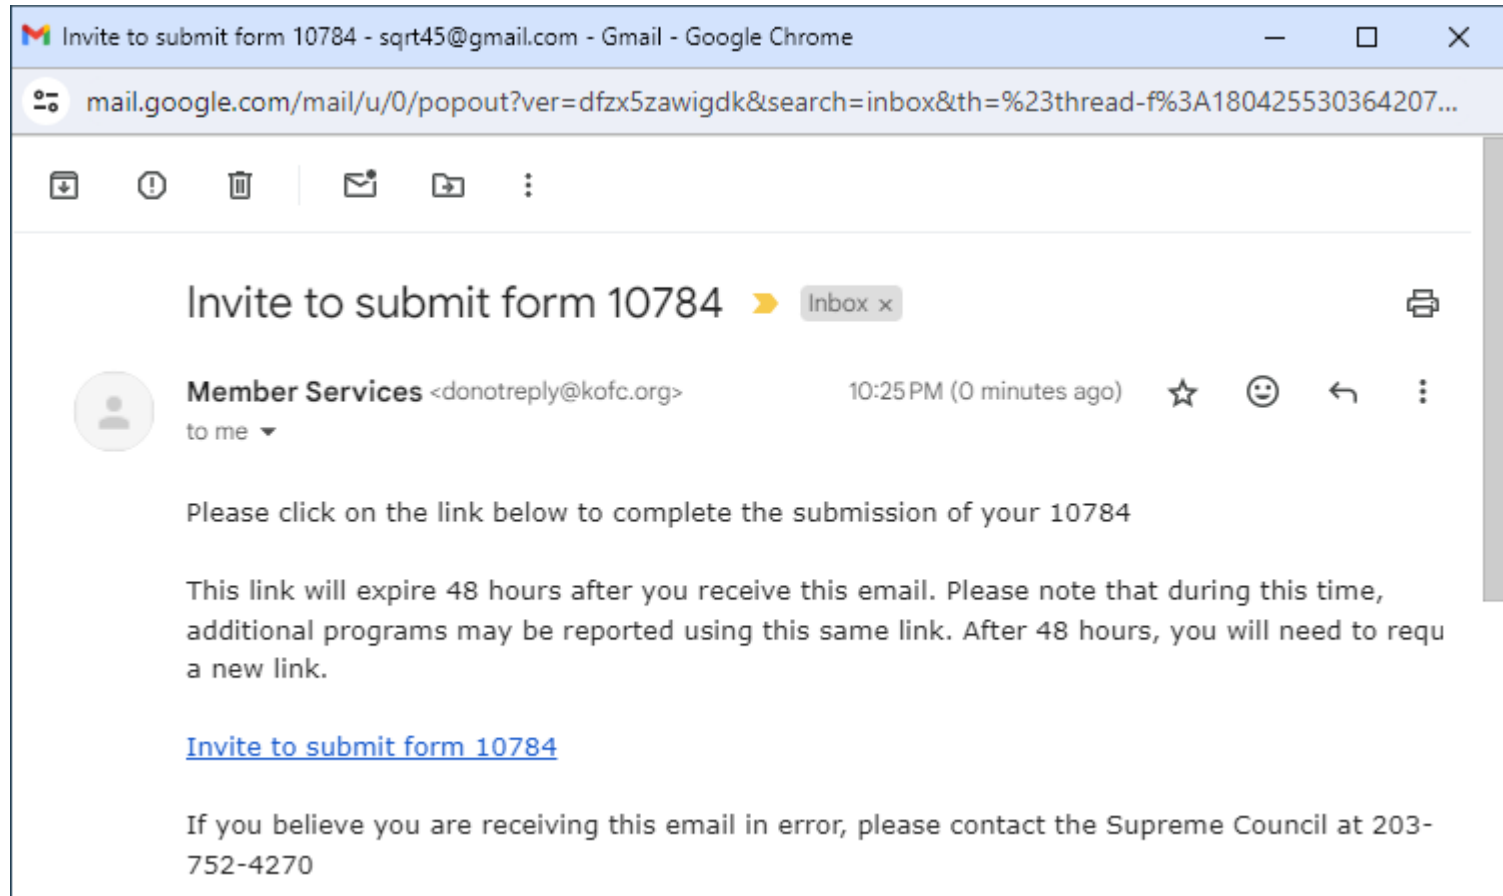 Invite to submit form 10784 - sqrt45@gmail.com - Gmail - Google Chrome
mail.google.com/mail/u/0/popout?ver=dfzx5zawigdk&search=inbox&th=%23thread-f%3A180425530364207...
Invite to submit form 10784 Inbox x
Member Services <donotreply@kofc.org> 10:25 PM (0 minutes ago)
to me
Please click on the link below to complete the submission of your 10784
This link will expire 48 hours after you receive this email. Please note that during this time,
additional programs may be reported using this same link. After 48 hours, you will need to requ
a new link.
Invite to submit form 10784
If you believe you are receiving this email in error, please contact the Supreme Council at 203-
752-4270